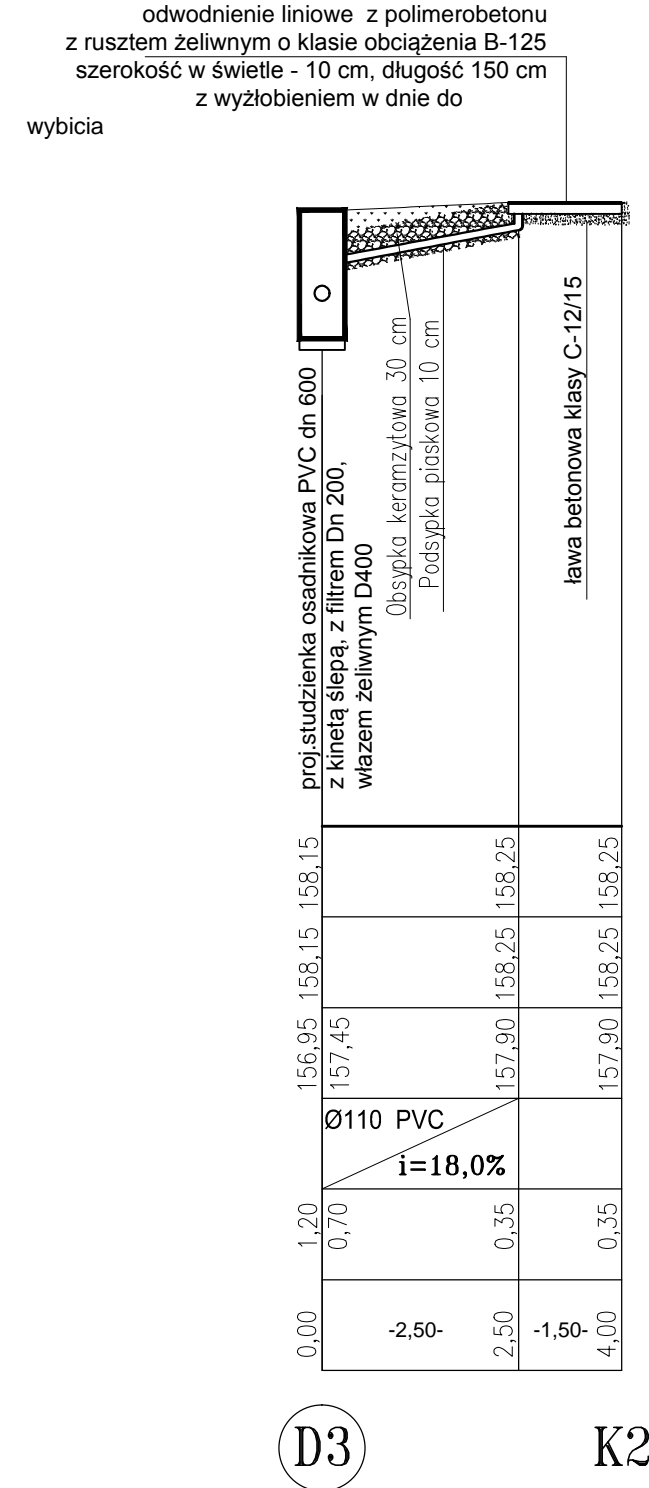 odwodnienie liniowe z polimerobetonu
z rusztem żeliwnym o klasie obciążenia B-125
szerokość w świetle - 10 cm, długość 150 cm
z wyżłobieniem w dnie do
wybicia
proj.studzienka osadnikowa PVC dn 600
z kinetą ślepą, z filtrem Dn 200,
włazem żeliwnym D400
Obsypka keramzytowa 30 cm
Podsypka piaskowa 10 cm
ława betonowa klasy C-12/15
158,15 158,25 158,25
158,15 158,25 158,25
156,95 157,45 157,90 157,90
Ø110 PVC
i=18,0%
1,20 0,70 0,35 0,35
0,00 -2,50- 2,50 -1,50- 4,00
D3 K2